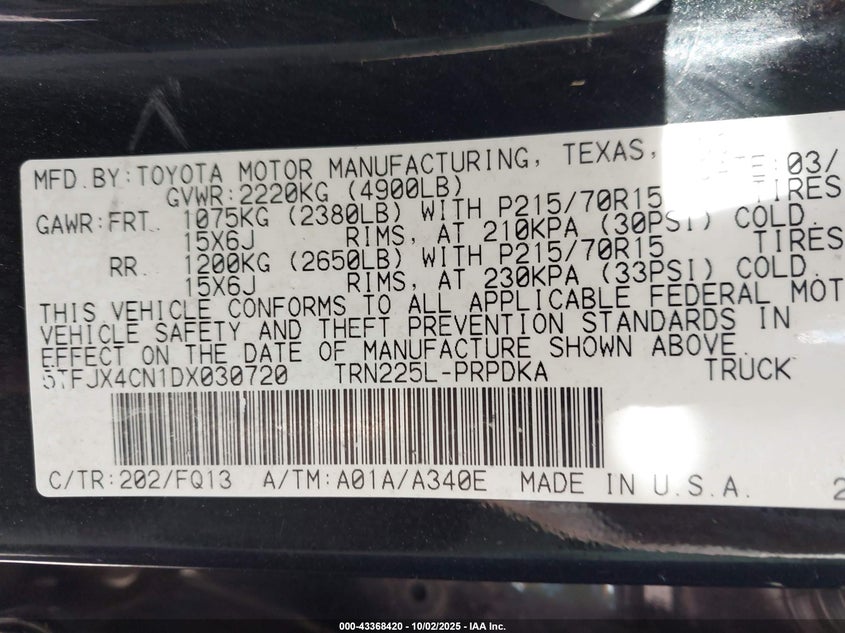 MFD.BY:TOYOTA MOTOR MANUFACTURING, TEXAS, 03/
GVWR:2220KG (4900LB)
GAWR:FRT. 1075KG (2380LB) WITH P215/70R15 TIRES
15X6J RIMS, AT 210KPA (30PSI) COLD.
RR. 1200KG (2650LB) WITH P215/70R15 TIRES
15X6J RIMS, AT 230KPA (33PSI) COLD.
THIS VEHICLE CONFORMS TO ALL APPLICABLE FEDERAL MOT
VEHICLE SAFETY AND THEFT PREVENTION STANDARDS IN
EFFECT ON THE DATE OF MANUFACTURE SHOWN ABOVE.
5TFJX4CN1DX030720 TRN225L-PRPDKA TRUCK
C/TR:202/FQ13 A/TM:A01A/A340E MADE IN U.S.A. 2
000-43368420 - 10/02/2025 - IAA Inc.